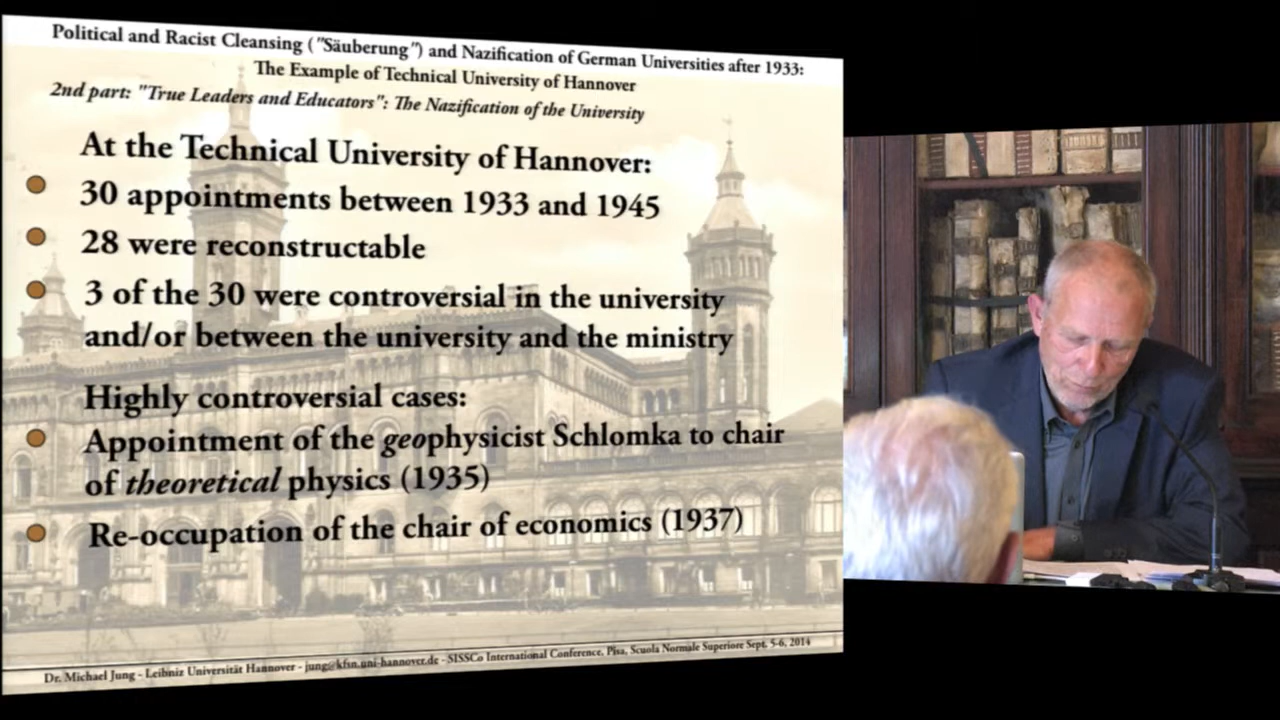 Political and Racist Cleansing ("Säuberung") and Nazification of German Universities after 1933:
The Example of Technical University of Hannover
2nd part: "True Leaders and Educators": The Nazification of the University
At the Technical University of Hannover:
30 appointments between 1933 and 1945
28 were reconstructable
3 of the 30 were controversial in the university
and/or between the university and the ministry
Highly controversial cases:
Appointment of the geophysicist Schlomka to chair
of theoretical physics (1935)
Re-occupation of the chair of economics (1937)
Dr. Michael Jung - Leibniz Universität Hannover - jung@kfsn.uni-hannover.de - SISSCo International Conference, Pisa, Scuola Normale Superiore Sept. 5-6, 2014